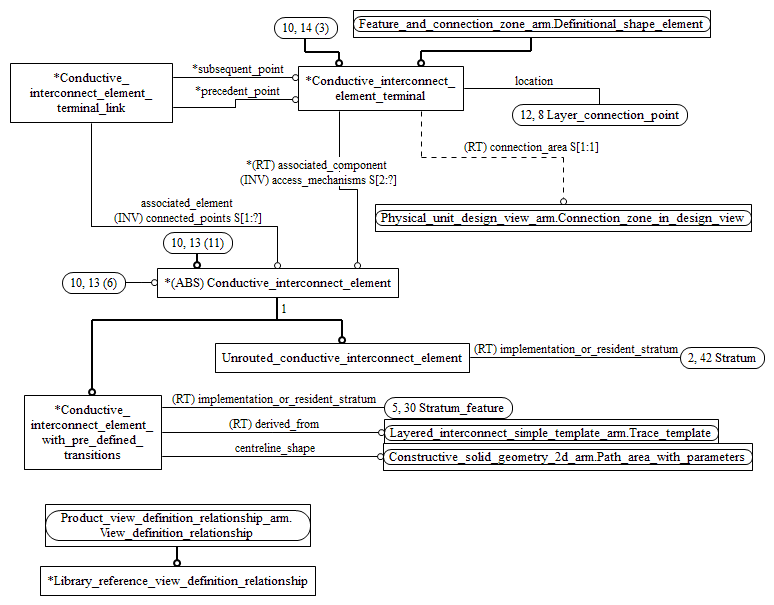 10, 14 (3)
Feature_and_connection_zone_arm.Definitional_shape_element
*Conductive_
interconnect_element_
terminal_link
*subsequent_point
*precedent_point
*Conductive_interconnect_
element_terminal
location
12, 8 Layer_connection_point
(RT) connection_area S[1:1]
*(RT) associated_component
(INV) access_mechanisms S[2:?]
Physical_unit_design_view_arm.Connection_zone_in_design_view
associated_element
(INV) connected_points S[1:?]
10, 13 (11)
10, 13 (6)
*(ABS) Conductive_interconnect_element
1
Unrouted_conductive_interconnect_element
(RT) implementation_or_resident_stratum
2, 42 Stratum
*Conductive_
interconnect_element_
with_pre_defined_
transitions
(RT) implementation_or_resident_stratum
5, 30 Stratum_feature
(RT) derived_from
Layered_interconnect_simple_template_arm.Trace_template
centreline_shape
Constructive_solid_geometry_2d_arm.Path_area_with_parameters
Product_view_definition_relationship_arm.
View_definition_relationship
*Library_reference_view_definition_relationship